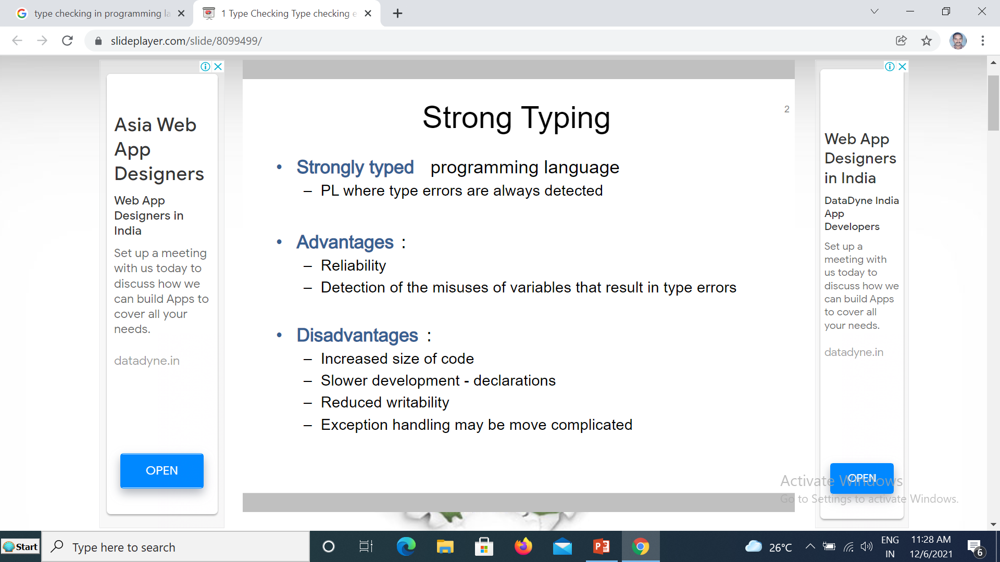 type checking in programming la
1 Type Checking Type checking e
slideplayer.com/slide/8099499/
Asia Web
App
Designers
Web App
Designers in
India
Set up a meeting
with us today to
discuss how we
can build Apps to
cover all your
needs.
datadyne.in
OPEN
2
Strong Typing
• Strongly typed programming language
– PL where type errors are always detected
• Advantages :
– Reliability
– Detection of the misuses of variables that result in type errors
• Disadvantages :
– Increased size of code
– Slower development - declarations
– Reduced writability
– Exception handling may be move complicated
Web App
Designers
in India
DataDyne India
App
Developers
Set up a
meeting with
us today to
discuss how we
can build Apps
to cover all
your needs.
datadyne.in
OPEN
Activate Windows
Go to Settings to activate Windows.
Start
Type here to search
26°C
ENG
IN
11:28 AM
12/6/2021
6